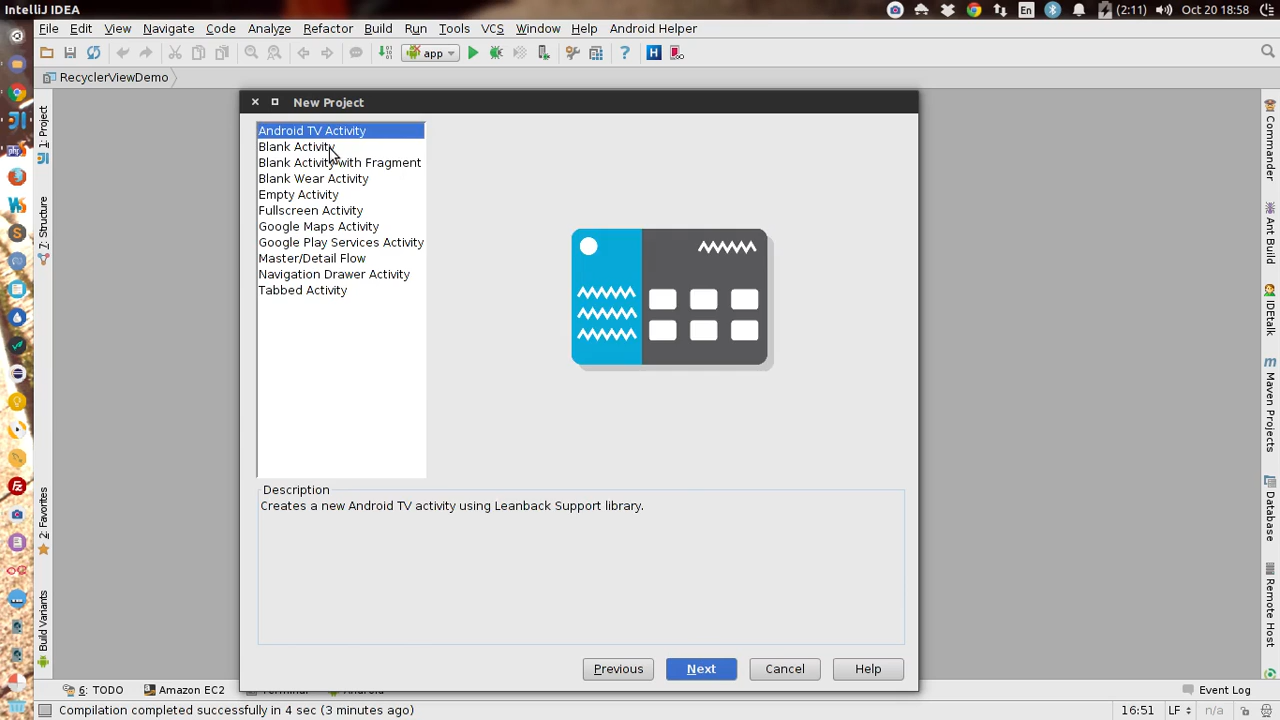 IntelliJ IDEA
En
(2:11)
Oct 20 18:58
File Edit View Navigate Code Analyze Refactor Build Run Tools VCS Window Help Android Helper
app
RecyclerViewDemo
New Project
Android TV Activity
Blank Activity
Blank Activity with Fragment
Blank Wear Activity
Empty Activity
Fullscreen Activity
Google Maps Activity
Google Play Services Activity
Master/Detail Flow
Navigation Drawer Activity
Tabbed Activity
Description
Creates a new Android TV activity using Leanback Support library.
Previous Next Cancel Help
1: Project
7: Structure
2: Favorites
Build Variants
Commander
Ant Build
IDEtalk
Maven Projects
Database
Remote Host
6: TODO Amazon EC2 Terminal Android Event Log
Compilation completed successfully in 4 sec (3 minutes ago) 16:51 LF n/a